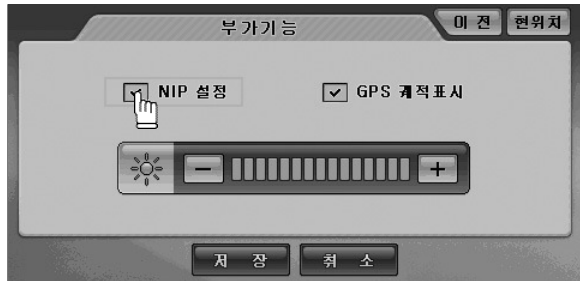 부가기능
이 전
현위치
NIP 설정
GPS 궤적표시
저 장
취 소